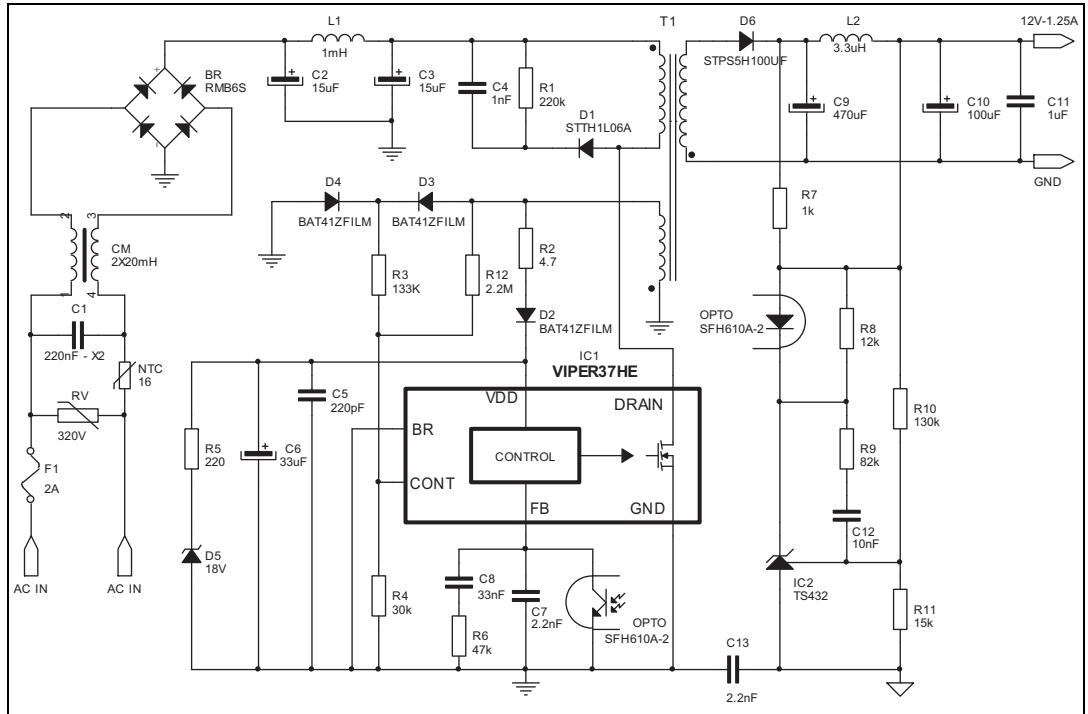 L1
1mH
T1
D6
STPS5H100UF
L2
3.3uH
12V-1.25A
BR
RMB6S
+
-
+
C2
15uF
+
C3
15uF
C4
1nF
R1
220k
D1
STTH1L06A
+
C9
470uF
+
C10
100uF
C11
1uF
GND
D4
BAT41ZFILM
D3
BAT41ZFILM
R7
1k
2
3
CM
2X20mH
1
4
R2
4.7
R3
133K
R12
2.2M
D2
BAT41ZFILM
OPTO
SFH610A-2
R8
12k
C1
220nF - X2
NTC
16
RV
320V
F1
2A
AC IN
AC IN
IC1
VIPER37HE
VDD
DRAIN
BR
CONTROL
CONT
FB
GND
C5
220pF
R5
220
+
C6
33uF
D5
18V
R10
130k
R9
82k
C12
10nF
IC2
TS432
R4
30k
C8
33nF
R6
47k
C7
2.2nF
OPTO
SFH610A-2
R11
15k
C13
2.2nF